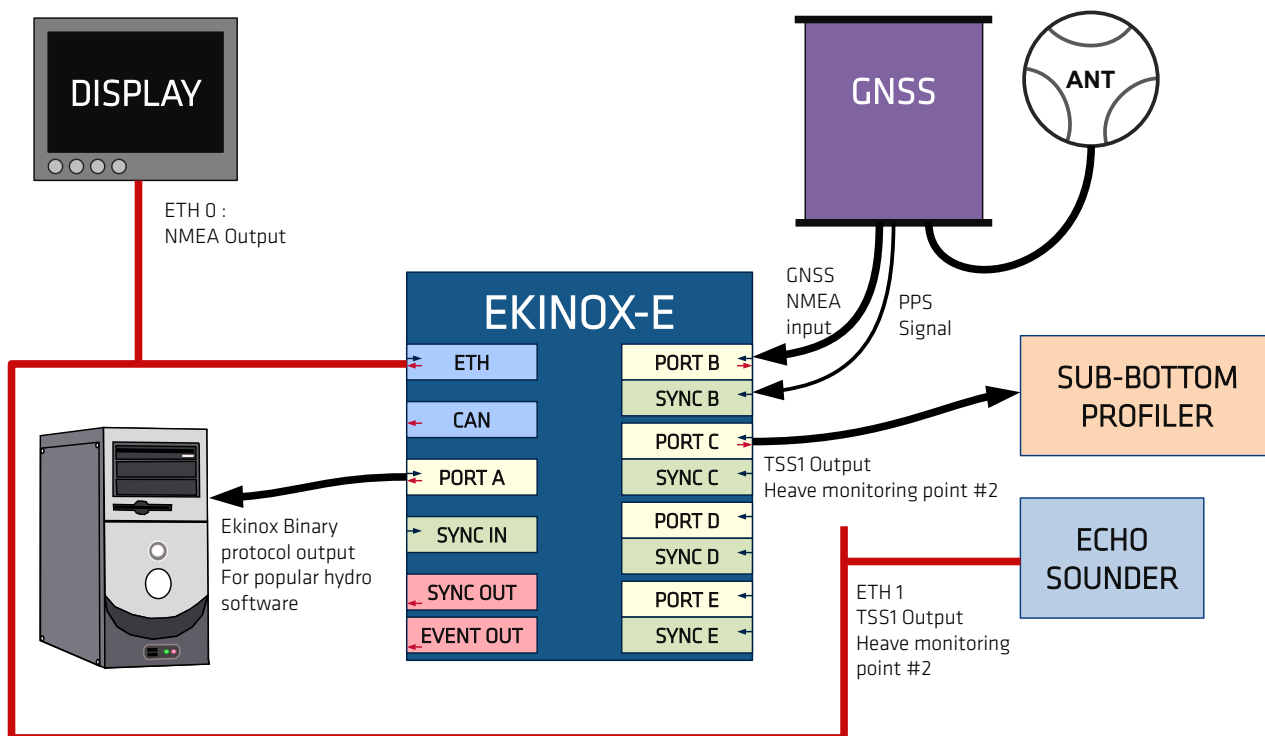 DISPLAY
GNSS
ANT
ETH 0 :
NMEA Output
GNSS
NMEA
input
PPS
Signal
EKINOX-E
ETH
CAN
PORT A
SYNC IN
SYNC OUT
EVENT OUT
PORT B
SYNC B
PORT C
SYNC C
PORT D
SYNC D
PORT E
SYNC E
SUB-BOTTOM
PROFILER
TSS1 Output
Heave monitoring point #2
Ekinox Binary
protocol output
For popular hydro
software
ECHO
SOUNDER
ETH 1
TSS1 Output
Heave monitoring
point #2